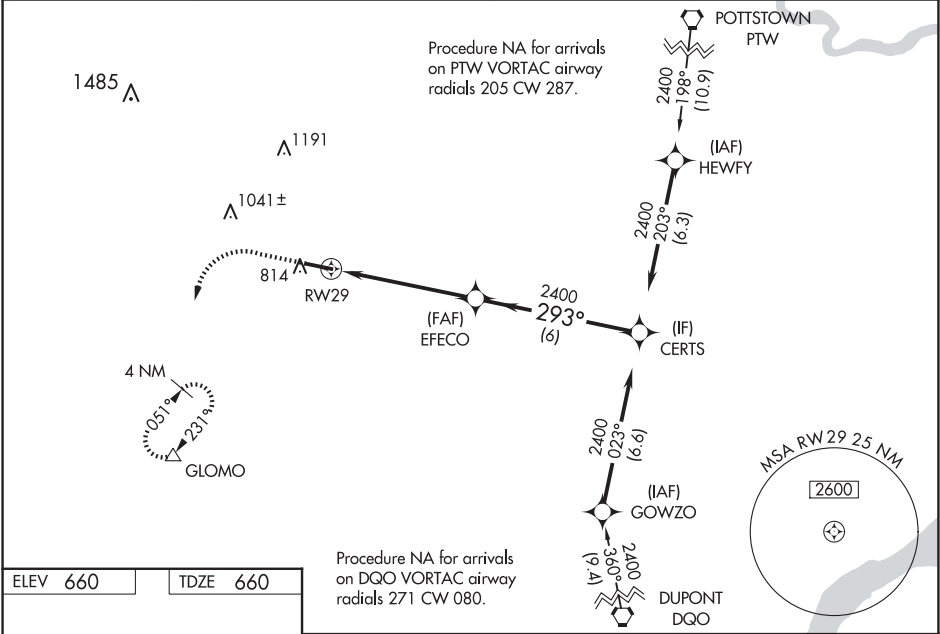 POTTSTOWN
PTW
Procedure NA for arrivals
on PTW VORTAC airway
radials 205 CW 287.
2400
198°
(10.9)
1485
1191
(IAF)
HEWFY
1041±
2400
203°
(6.3)
814
RW29
2400
293°
(6)
(FAF)
EFECO
(IF)
CERTS
4 NM
051°
231°
GLOMO
2400
023°
(6.6)
MSA RW29 25 NM
2600
(IAF)
GOWZO
2400
360°
(9.4)
Procedure NA for arrivals
on DQO VORTAC airway
radials 271 CW 080.
ELEV 660
TDZE 660
DUPONT
DQO